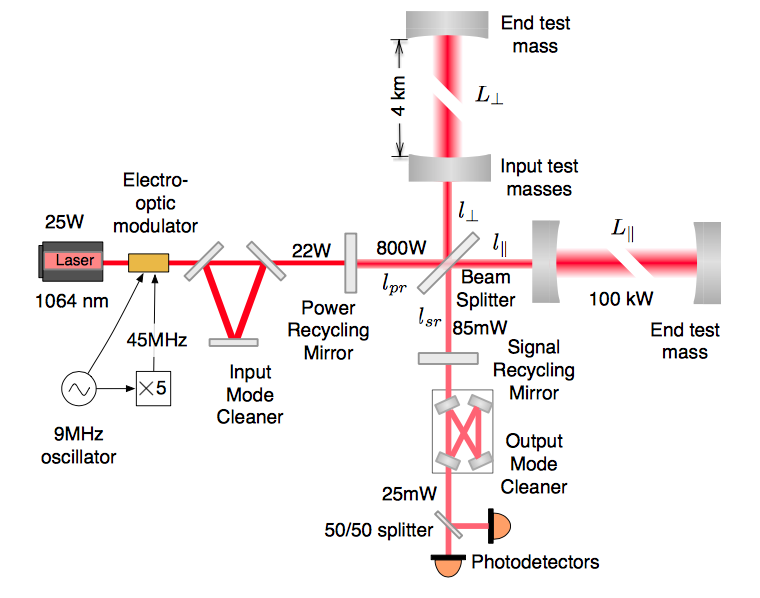 End test
mass
4 km
L⊥
Input test
masses
Electro-
optic
modulator
25W
Laser
1064 nm
22W
800W
l⊥
l∥
L∥
lpr
Beam
Splitter
100 kW
Power
Recycling
Mirror
lsr
85mW
End test
mass
45MHz
×5
9MHz
oscillator
Input
Mode
Cleaner
Signal
Recycling
Mirror
Output
Mode
Cleaner
25mW
50/50 splitter
Photodetectors